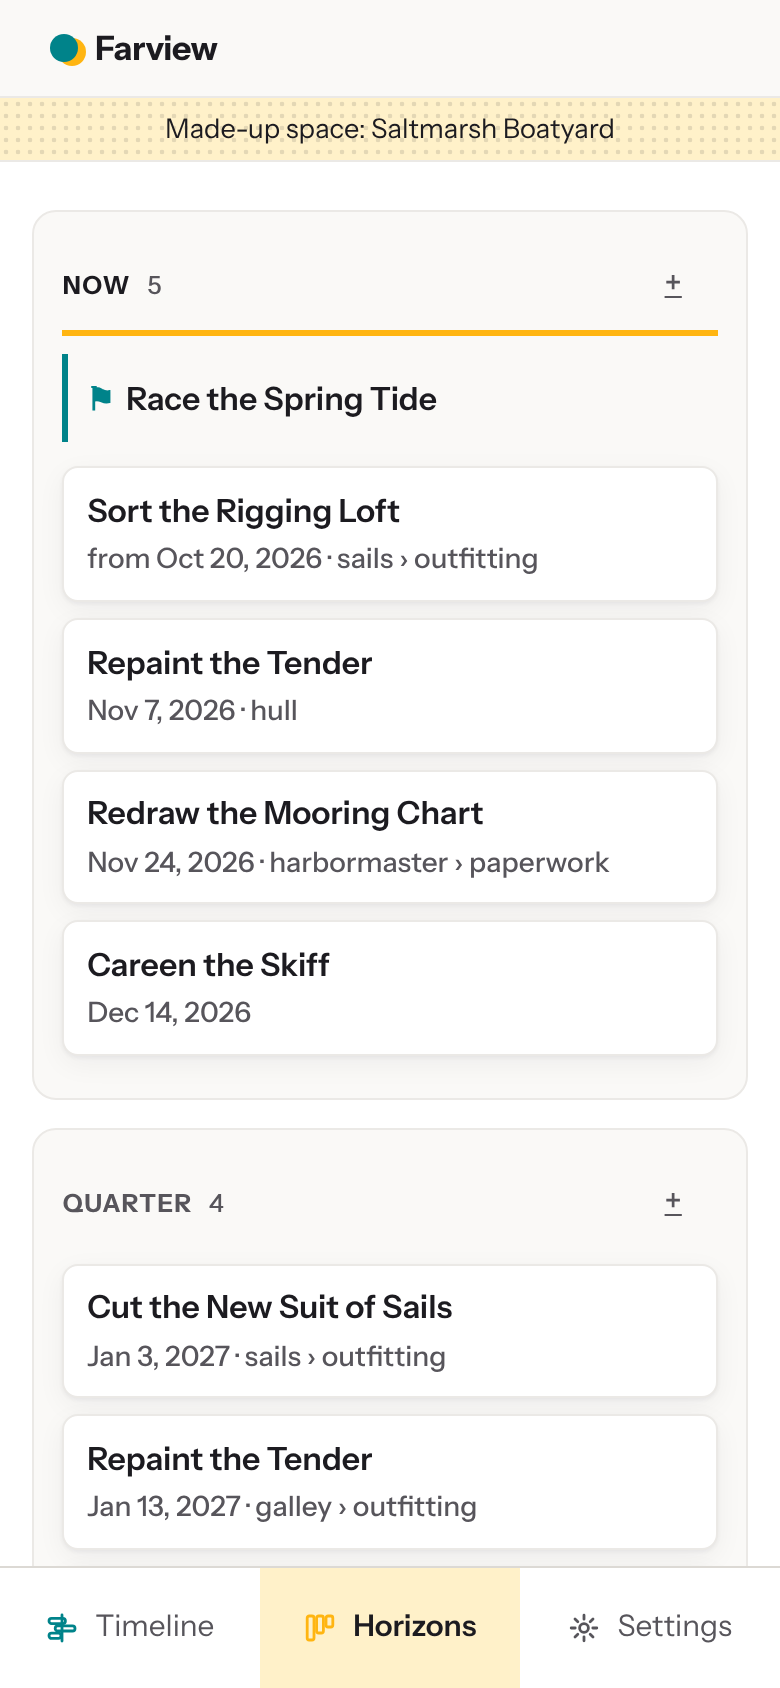 Farview
Made-up space: Saltmarsh Boatyard
NOW 5 ±
Race the Spring Tide
Sort the Rigging Loft
from Oct 20, 2026 · sails › outfitting
Repaint the Tender
Nov 7, 2026 · hull
Redraw the Mooring Chart
Nov 24, 2026 · harbormaster › paperwork
Careen the Skiff
Dec 14, 2026
QUARTER 4 ±
Cut the New Suit of Sails
Jan 3, 2027 · sails › outfitting
Repaint the Tender
Jan 13, 2027 · galley › outfitting
Timeline Horizons Settings